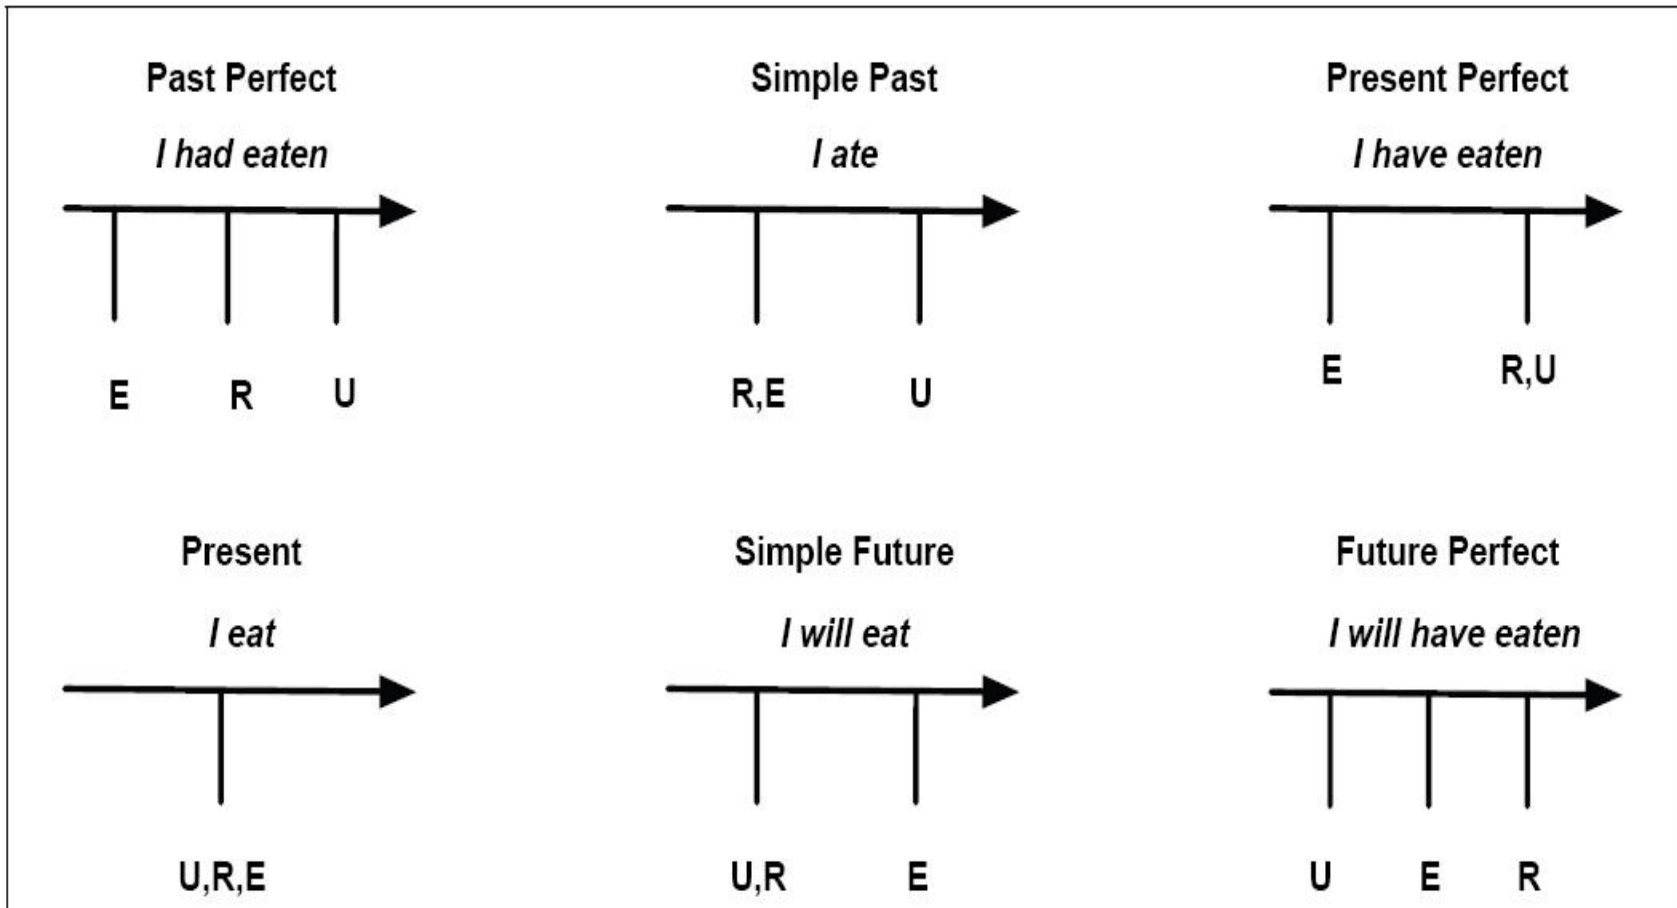 Past Perfect
I had eaten
E R U
Simple Past
I ate
R,E U
Present Perfect
I have eaten
E R,U
Present
I eat
U,R,E
Simple Future
I will eat
U,R E
Future Perfect
I will have eaten
U E R